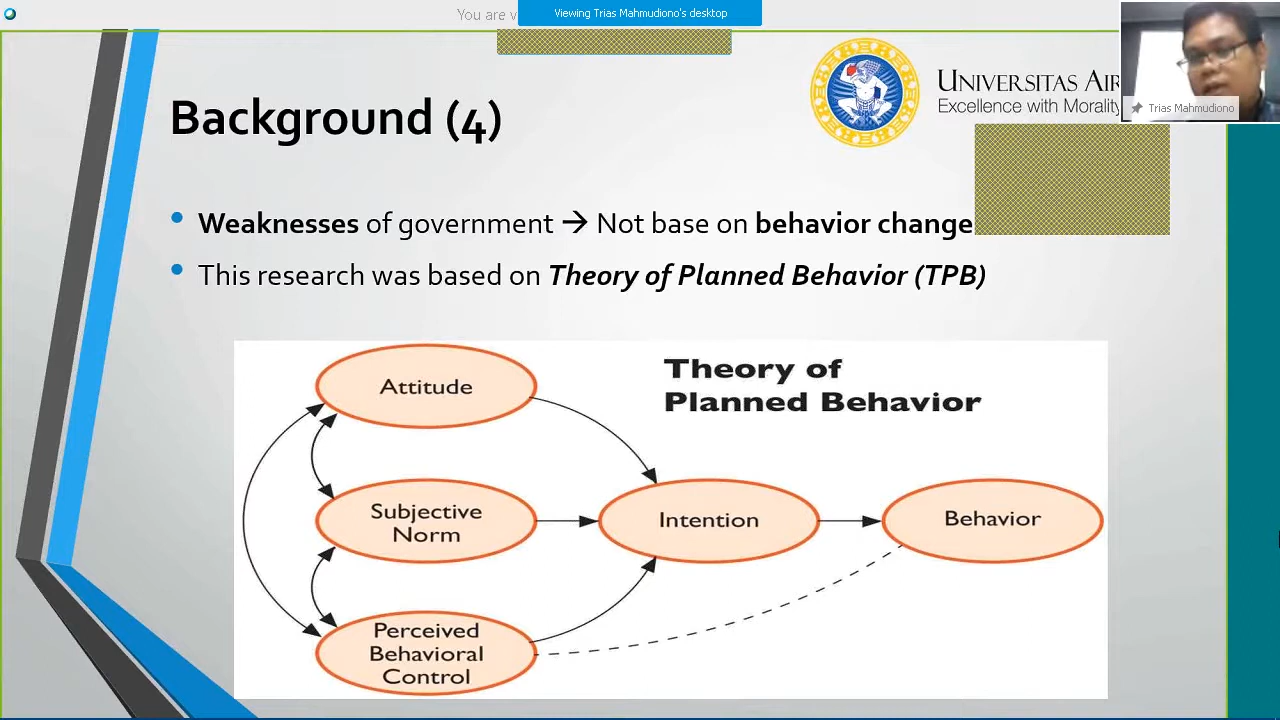 You are v
Viewing Trias Mahmudiono's desktop
UNIVERSITAS AIR
Excellence with Morality
Trias Mahmudiono
Background (4)
• Weaknesses of government → Not base on behavior change
• This research was based on Theory of Planned Behavior (TPB)
Theory of
Planned Behavior
Attitude
Subjective
Norm
Intention
Behavior
Perceived
Behavioral
Control